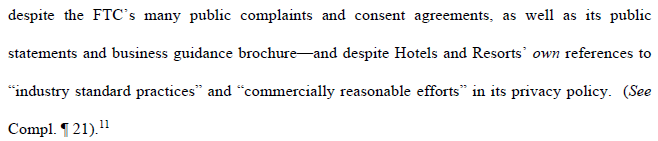 despite the FTC's many public complaints and consent agreements, as well as its public
statements and business guidance brochure—and despite Hotels and Resorts' own references to
“industry standard practices” and “commercially reasonable efforts” in its privacy policy. (See
Compl. ¶ 21).11